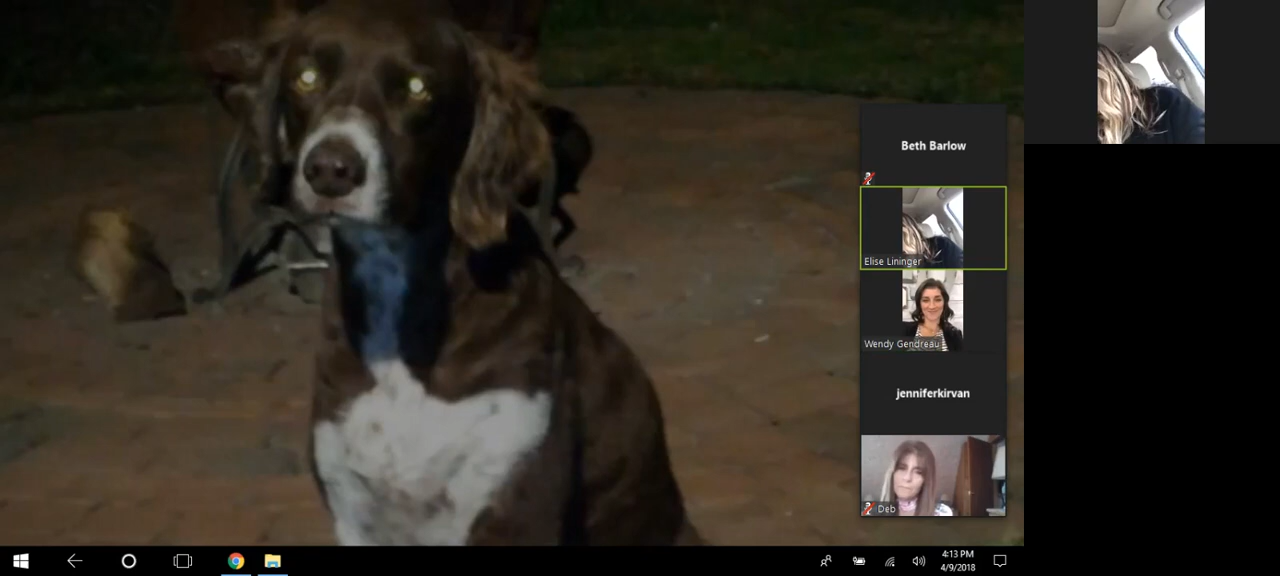 Beth Barlow
Elise Lininger
Wendy Gendreau
jenniferkirvan
Deb
4:13 PM
4/9/2018